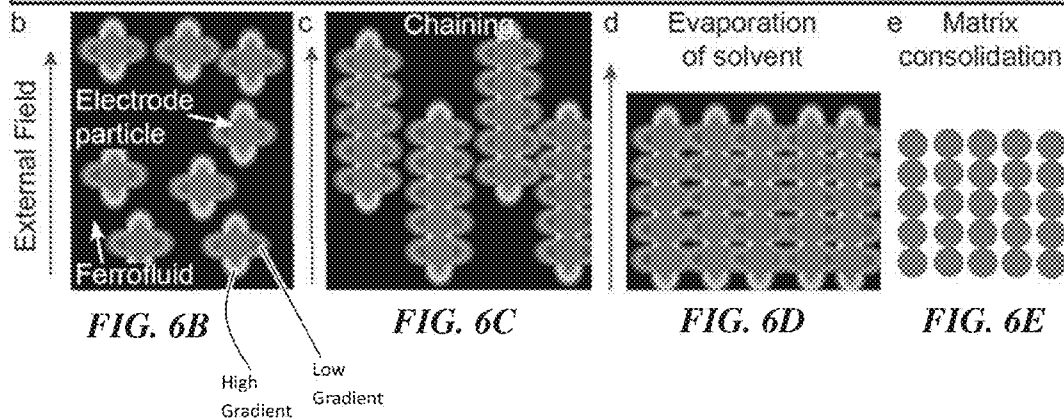 b
External Field
Electrode
particle
Ferrofluid
FIG. 6B
High
Gradient
Low
Gradient
c
Chaining
FIG. 6C
d
Evaporation
of solvent
FIG. 6D
e
Matrix
consolidation
FIG. 6E